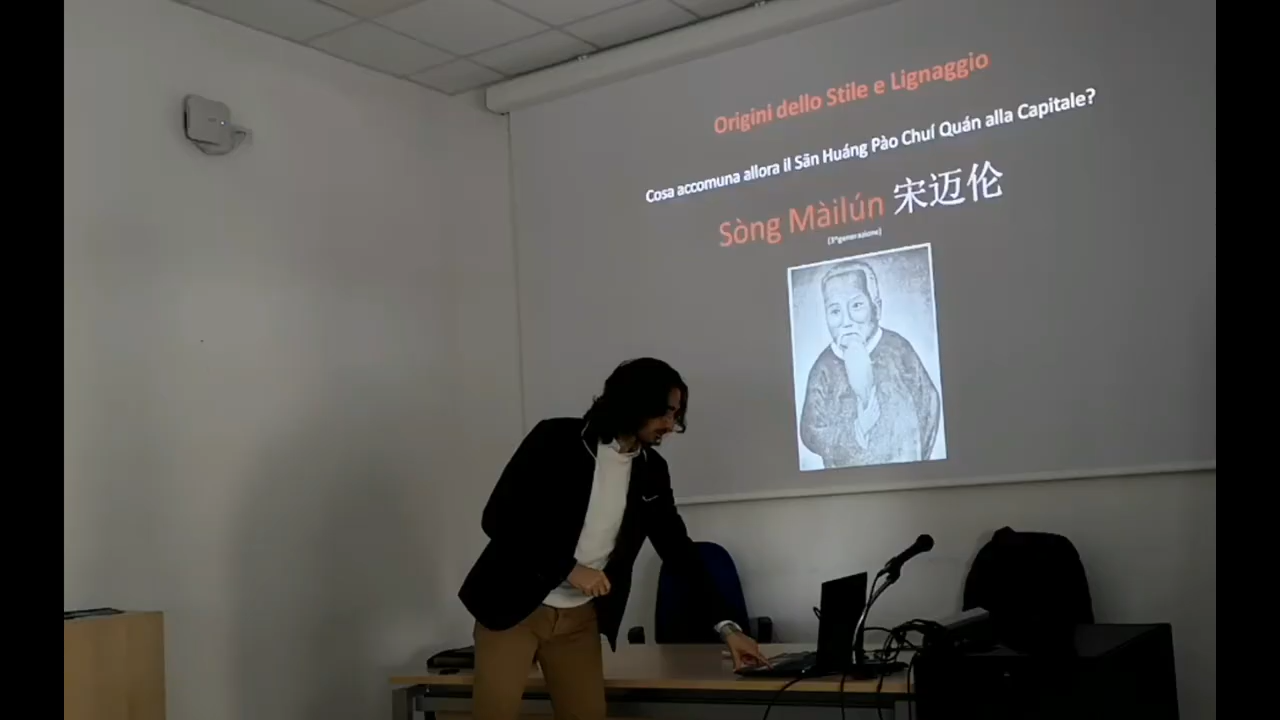 Origini dello Stile e Lignaggio
Cosa accomuna allora il Sān Huáng Pào Chuí Quán alla Capitale?
Sòng Màilún 宋迈伦
(3ªgenerazione)